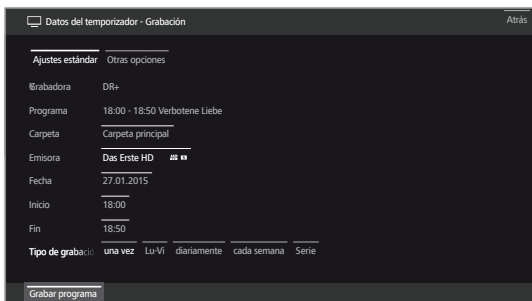 Datos del temporizador - Grabación
Atrás
Ajustes estándar Otras opciones
Grabadora DR+
Programa 18:00 - 18:50 Verbotene Liebe
Carpeta Carpeta principal
Emisora Das Erste HD
Fecha 27.01.2015
Inicio 18:00
Fin 18:50
Tipo de grabació una vez Lu-Vi diariamente cada semana Serie
Grabar programa